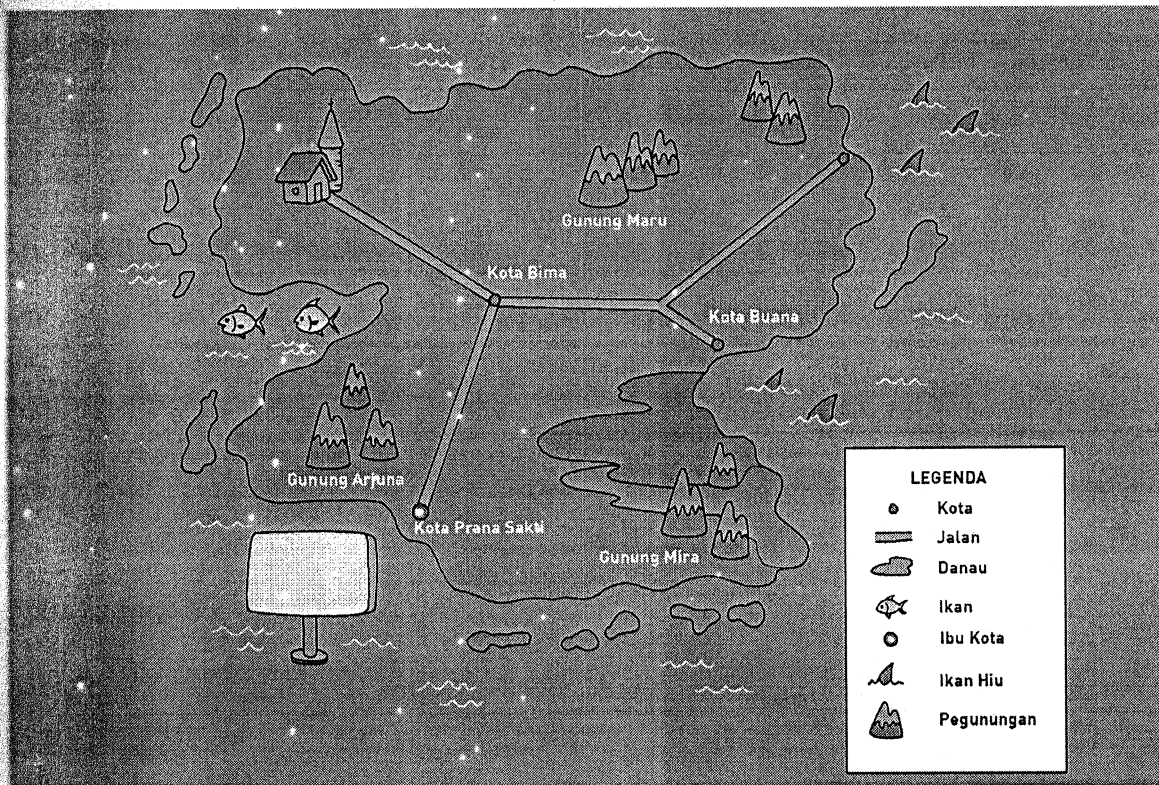 Gunung Maru
Kota Bima
Kota Buana
Gunung Arjuna
Kota Prana Sakti
Gunung Mira
LEGENDA
Kota
Jalan
Danau
Ikan
Ibu Kota
Ikan Hiu
Pegunungan